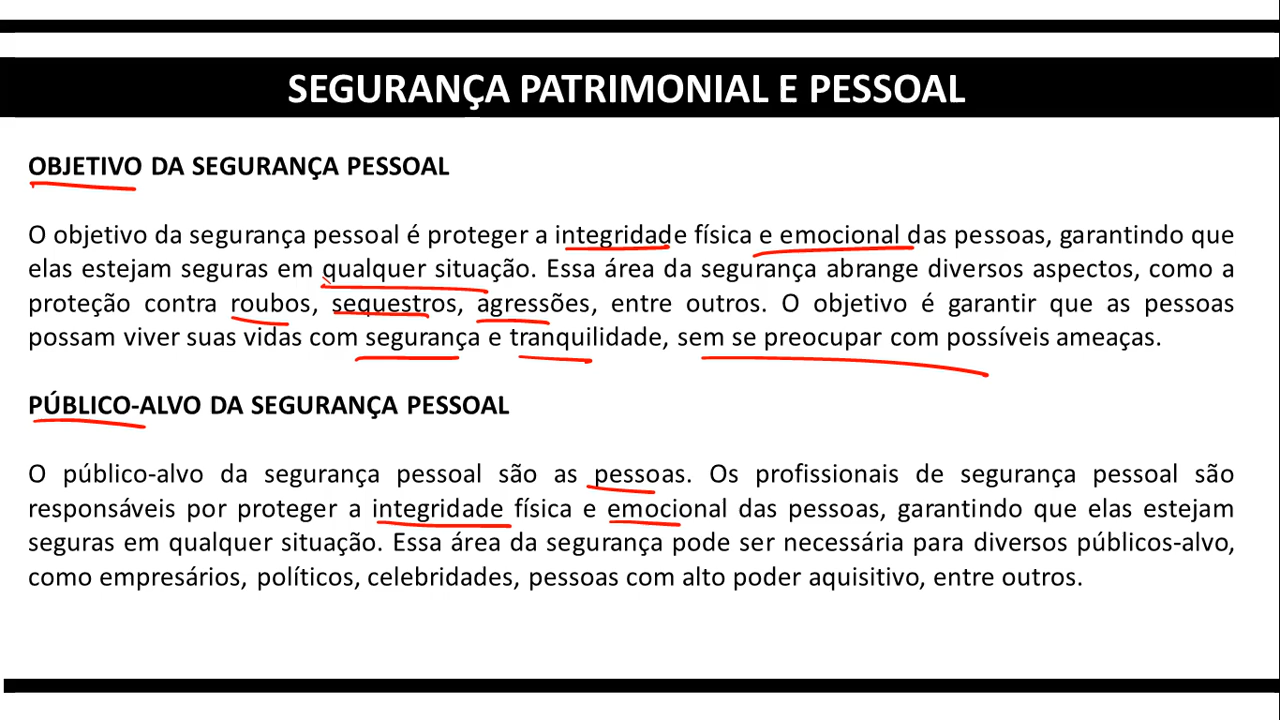 SEGURANÇA PATRIMONIAL E PESSOAL
OBJETIVO DA SEGURANÇA PESSOAL
O objetivo da segurança pessoal é proteger a integridade física e emocional das pessoas, garantindo que
elas estejam seguras em qualquer situação. Essa área da segurança abrange diversos aspectos, como a
proteção contra roubos, sequestros, agressões, entre outros. O objetivo é garantir que as pessoas
possam viver suas vidas com segurança e tranquilidade, sem se preocupar com possíveis ameaças.
PÚBLICO-ALVO DA SEGURANÇA PESSOAL
O público-alvo da segurança pessoal são as pessoas. Os profissionais de segurança pessoal são
responsáveis por proteger a integridade física e emocional das pessoas, garantindo que elas estejam
seguras em qualquer situação. Essa área da segurança pode ser necessária para diversos públicos-alvo,
como empresários, políticos, celebridades, pessoas com alto poder aquisitivo, entre outros.